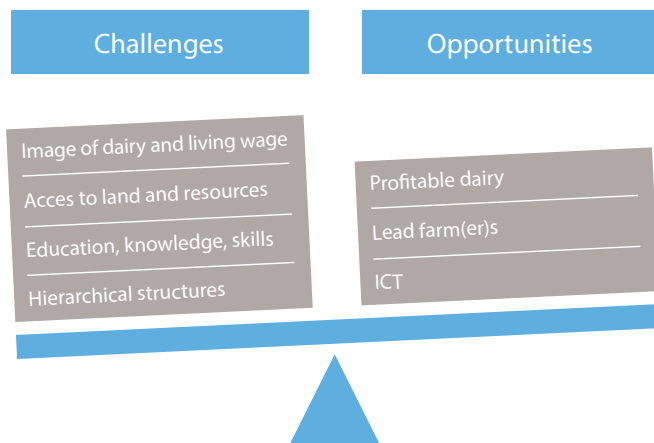 Challenges
Image of dairy and living wage
Acces to land and resources
Education, knowledge, skills
Hierarchical structures
Opportunities
Profitable dairy
Lead farm(er)s
ICT